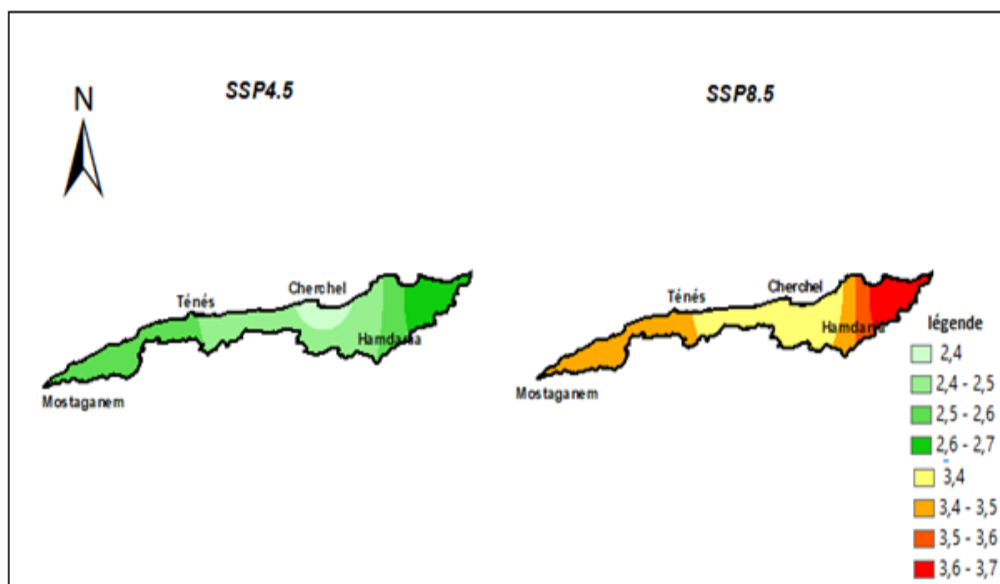 N
SSP4.5
SSP8.5
Cherchel
Ténés
Hamdania
Mostaganem
Cherchel
Ténés
Hamdania
Mostaganem
légende
2,4
2,4 - 2,5
2,5 - 2,6
2,6 - 2,7
3,4
3,4 - 3,5
3,5 - 3,6
3,6 - 3,7